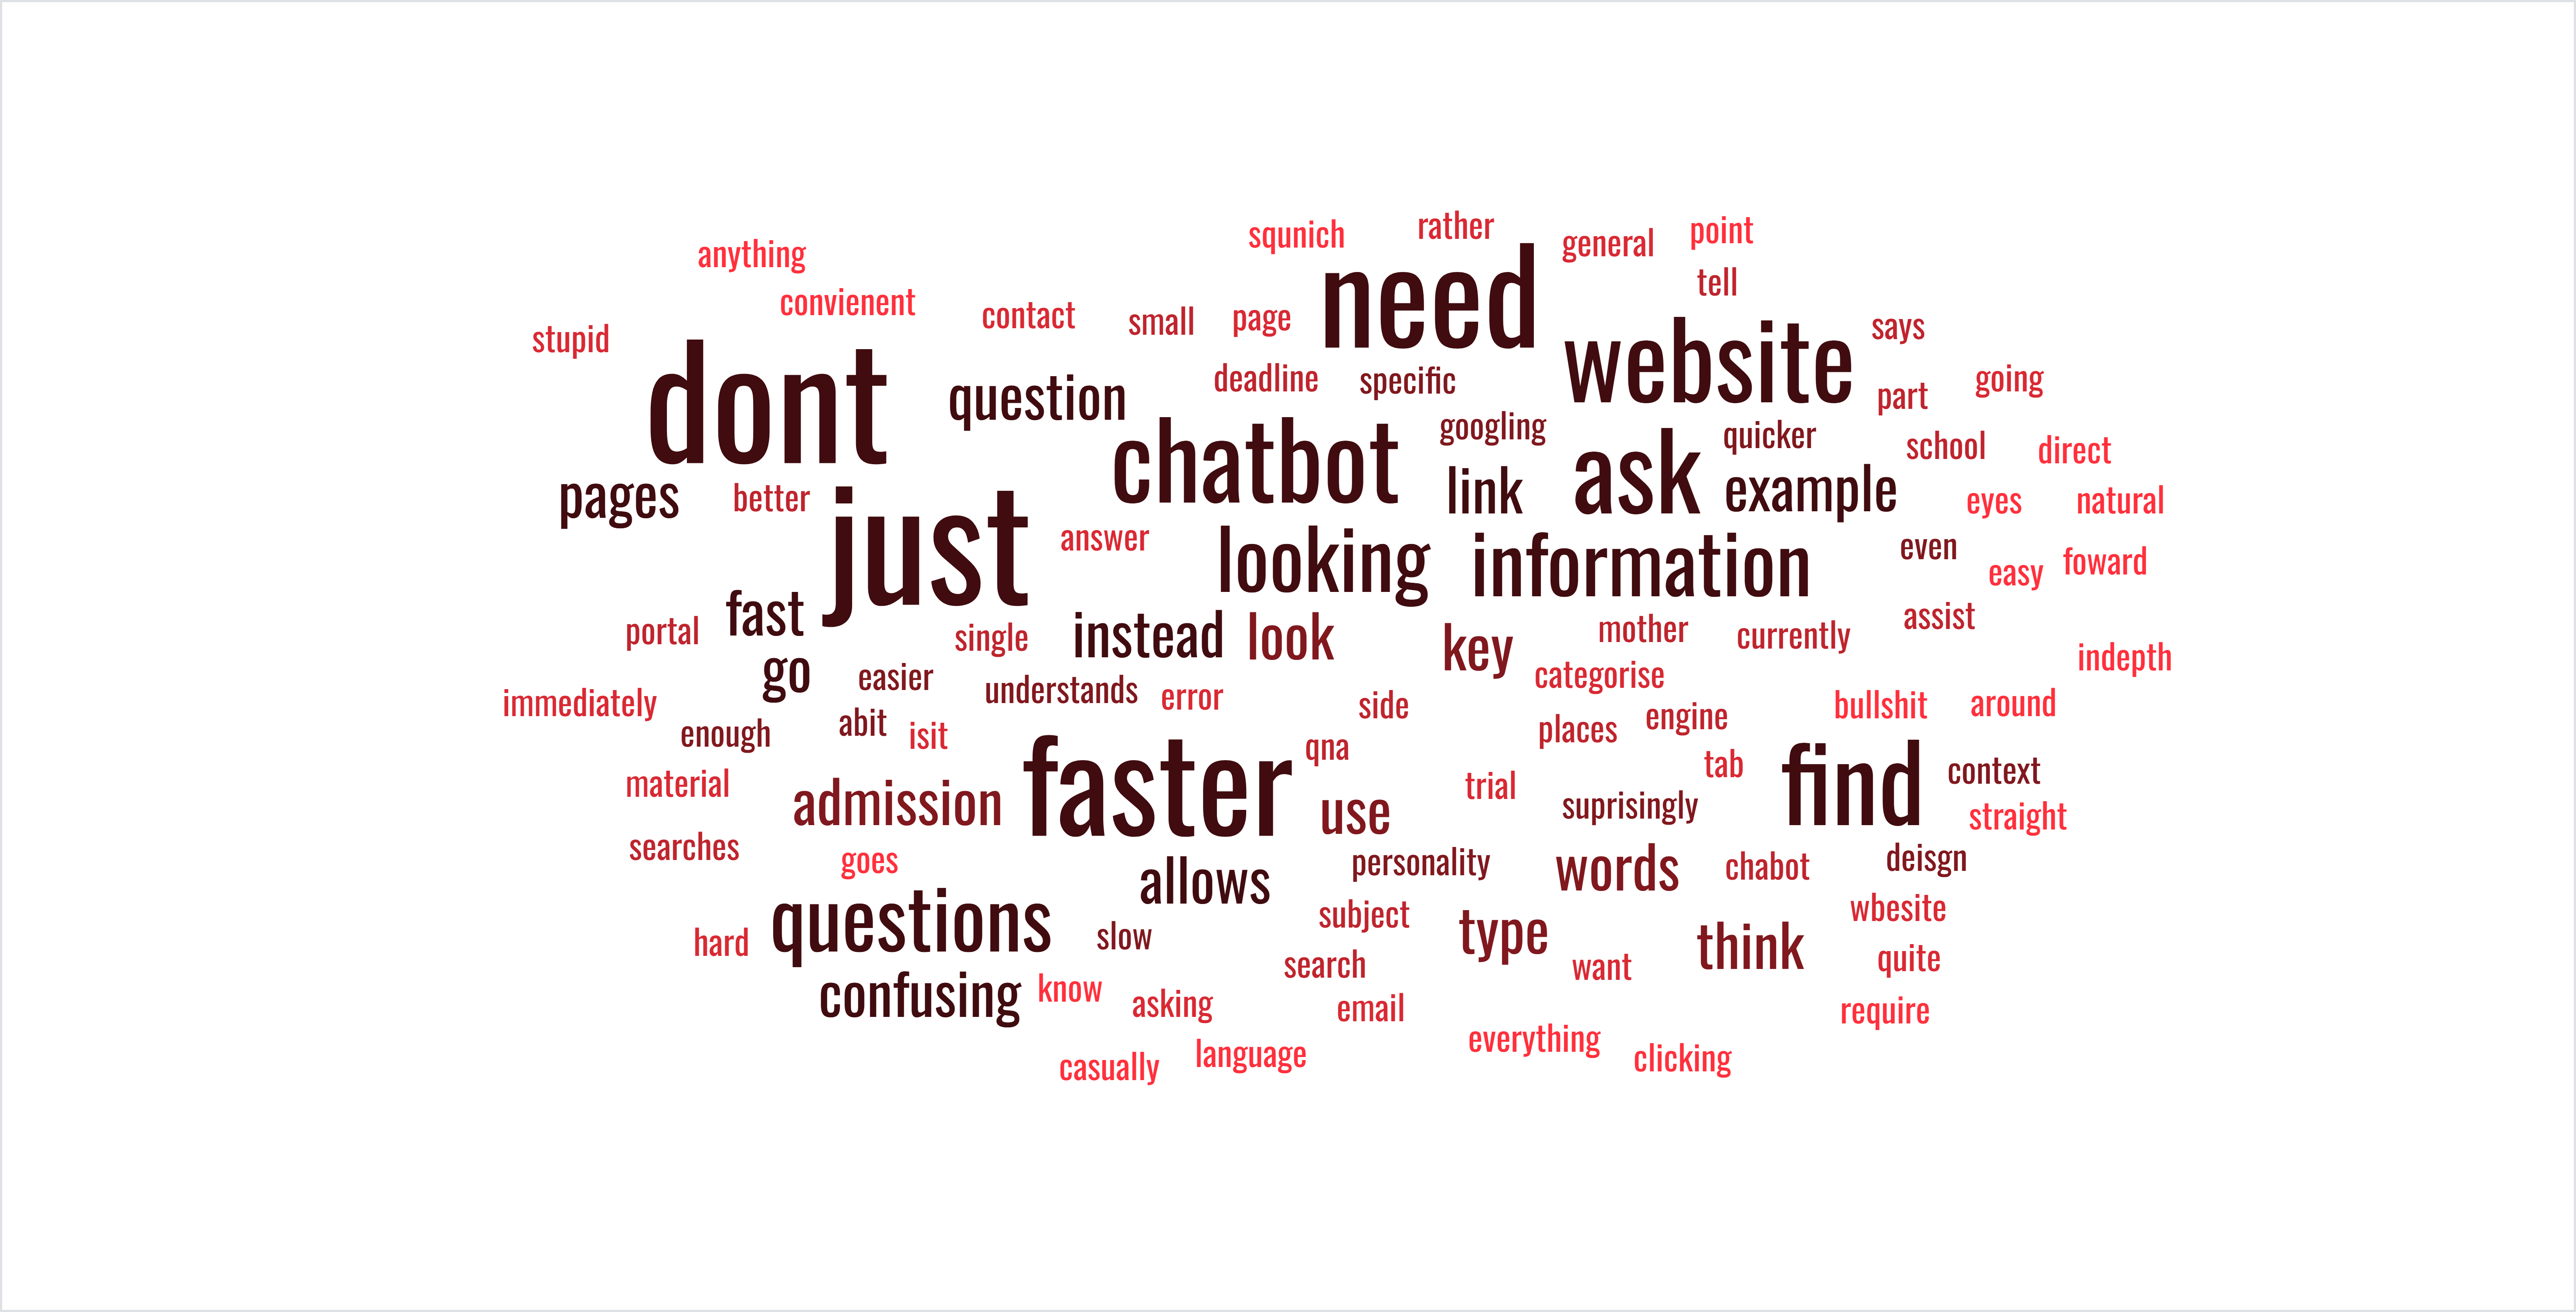 squnich rather general point
anything need tell
convienent contact small page website says
stupid dont question deadline specific part going
chatbot googling ask quicker school direct
pages better just link example eyes natural
answer looking information even easy foward
fast instead look key mother currently assist
portal single
go easier understands error categorise indepth
immediately side places engine bullshit around
enough abit isit faster qna tab find context
material admission use trial suprisingly straight
searches goes allows personality words chabot deisgn
questions subject type wbesite
hard slow search want think quite
confusing know asking email require
casually language everything clicking